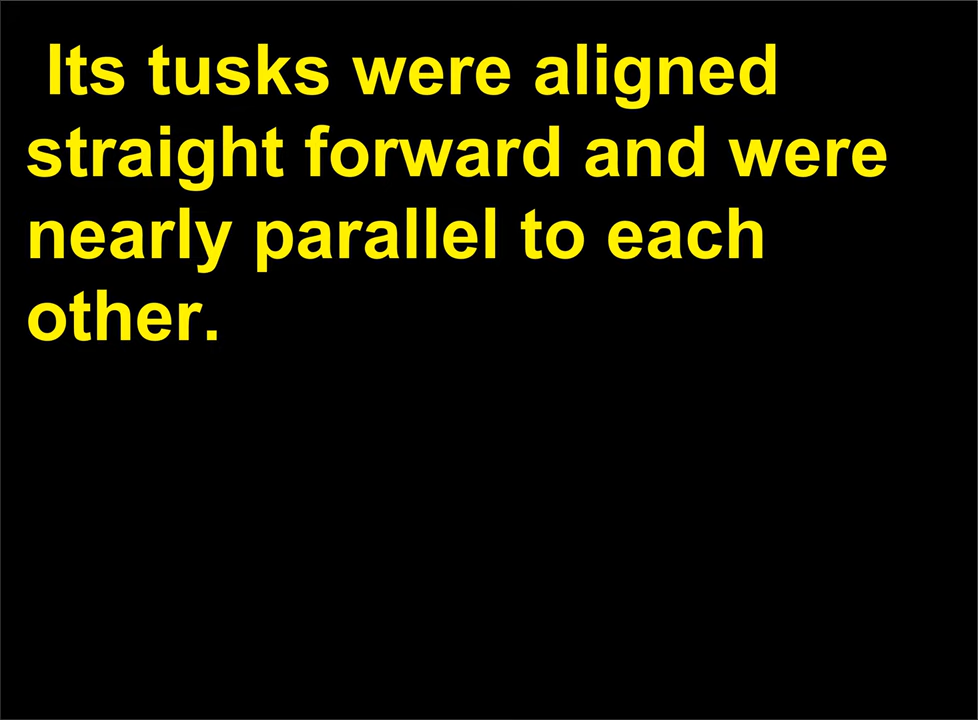 Its tusks were aligned
straight forward and were
nearly parallel to each
other.